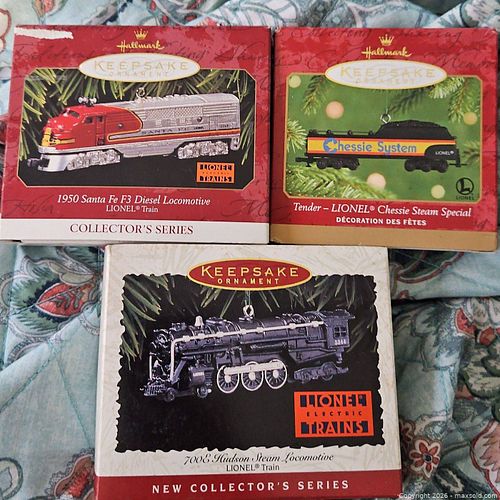 Hallmark
KEEPSAKE
ORNAMENT
SANTA FE
LIONEL
ELECTRIC
TRAINS
1950 Santa Fe F3 Diesel Locomotive
LIONEL® Train
COLLECTOR'S SERIES
Hallmark
KEEPSAKE
ORNAMENT
Chessie System
LIONEL
L
LIONEL
Tender – LIONEL® Chessie Steam Special
DÉCORATION DES FÊTES
KEEPSAKE
ORNAMENT
LIONEL®
ELECTRIC
TRAINS
700E Hudson Steam Locomotive
LIONEL® Train
NEW COLLECTOR'S SERIES
Copyright 2026 - maxsold.com